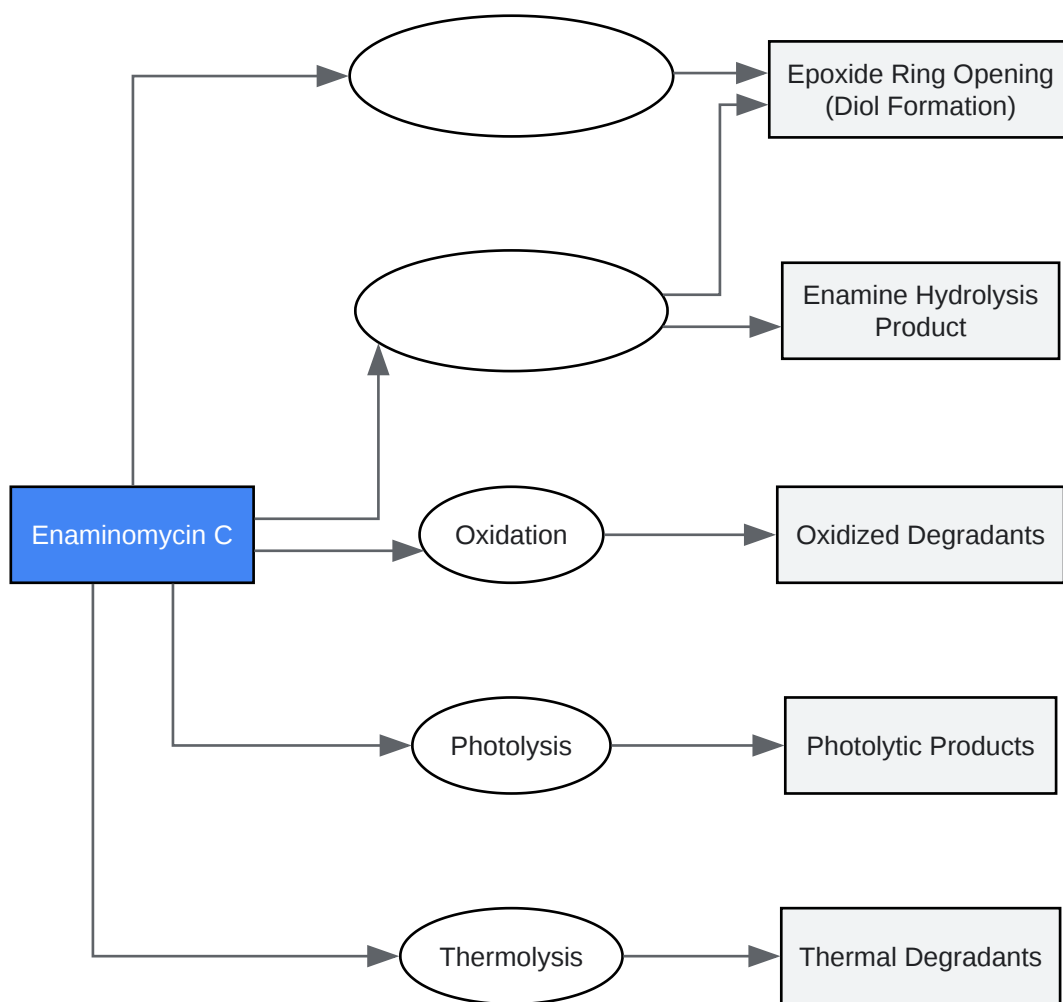 Epoxide Ring Opening
(Diol Formation)
Enamine Hydrolysis
Product
Enaminomycin C
Oxidation
Oxidized Degradants
Photolysis
Photolytic Products
Thermolysis
Thermal Degradants